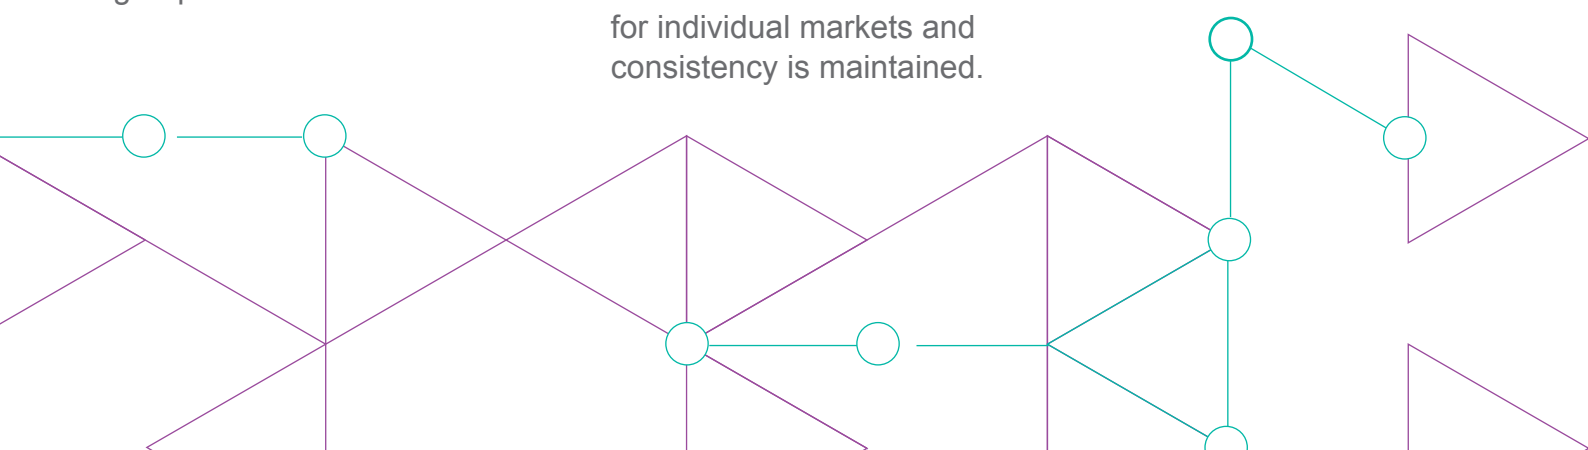 for individual markets and
consistency is maintained.